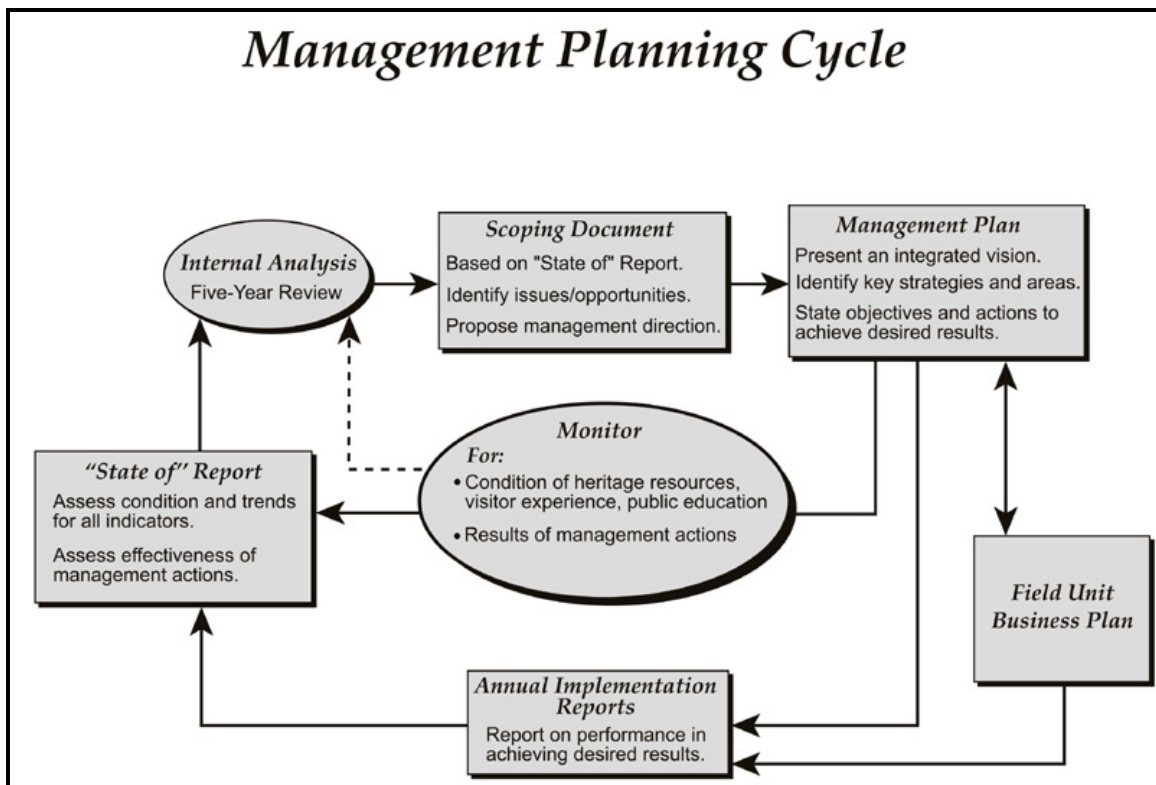 Management Planning Cycle
Internal Analysis
Five-Year Review
Scoping Document
Based on "State of" Report.
Identify issues/opportunities.
Propose management direction.
Management Plan
Present an integrated vision.
Identify key strategies and areas.
State objectives and actions to
achieve desired results.
Monitor
For:
• Condition of heritage resources,
visitor experience, public education
• Results of management actions
“State of” Report
Assess condition and trends
for all indicators.
Assess effectiveness of
management actions.
Field Unit
Business Plan
Annual Implementation
Reports
Report on performance in
achieving desired results.